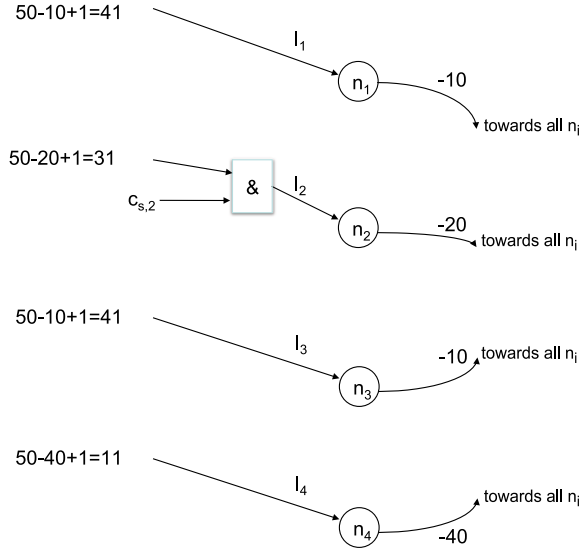 50-10+1=41
I₁
n₁
-10
towards all nᵢ
50-20+1=31
&
c_{s,2}
I₂
n₂
-20
towards all nᵢ
50-10+1=41
I₃
n₃
-10
towards all nᵢ
50-40+1=11
I₄
n₄
-40
towards all nᵢ